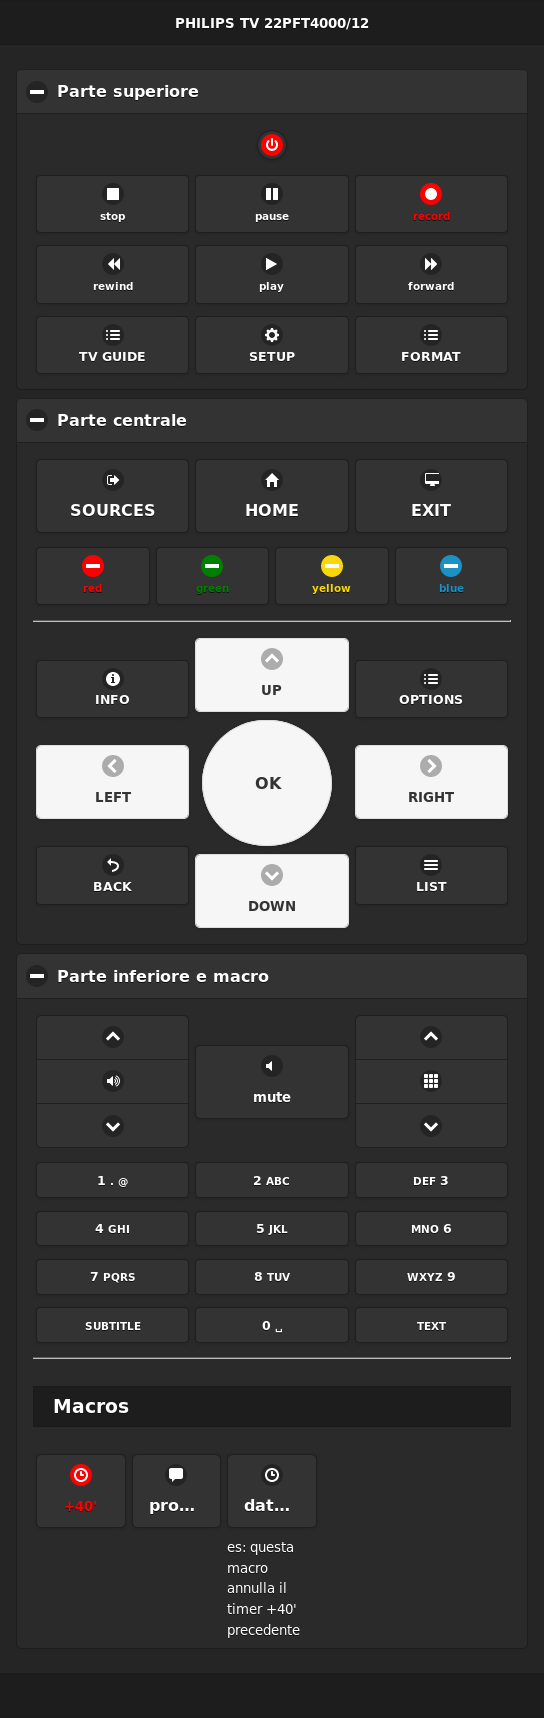 PHILIPS TV 22PFT4000/12
Parte superiore
stop pause record
rewind play forward
TV GUIDE SETUP FORMAT
Parte centrale
SOURCES HOME EXIT
red green yellow blue
INFO UP OPTIONS
LEFT OK RIGHT
BACK DOWN LIST
Parte inferiore e macro
mute
1 . @ 2 ABC DEF 3
4 GHI 5 JKL MNO 6
7 PQRS 8 TUV WXYZ 9
SUBTITLE 0 ␣ TEXT
Macros
+40' pro... dat...
es: questa
macro
annulla il
timer +40'
precedente